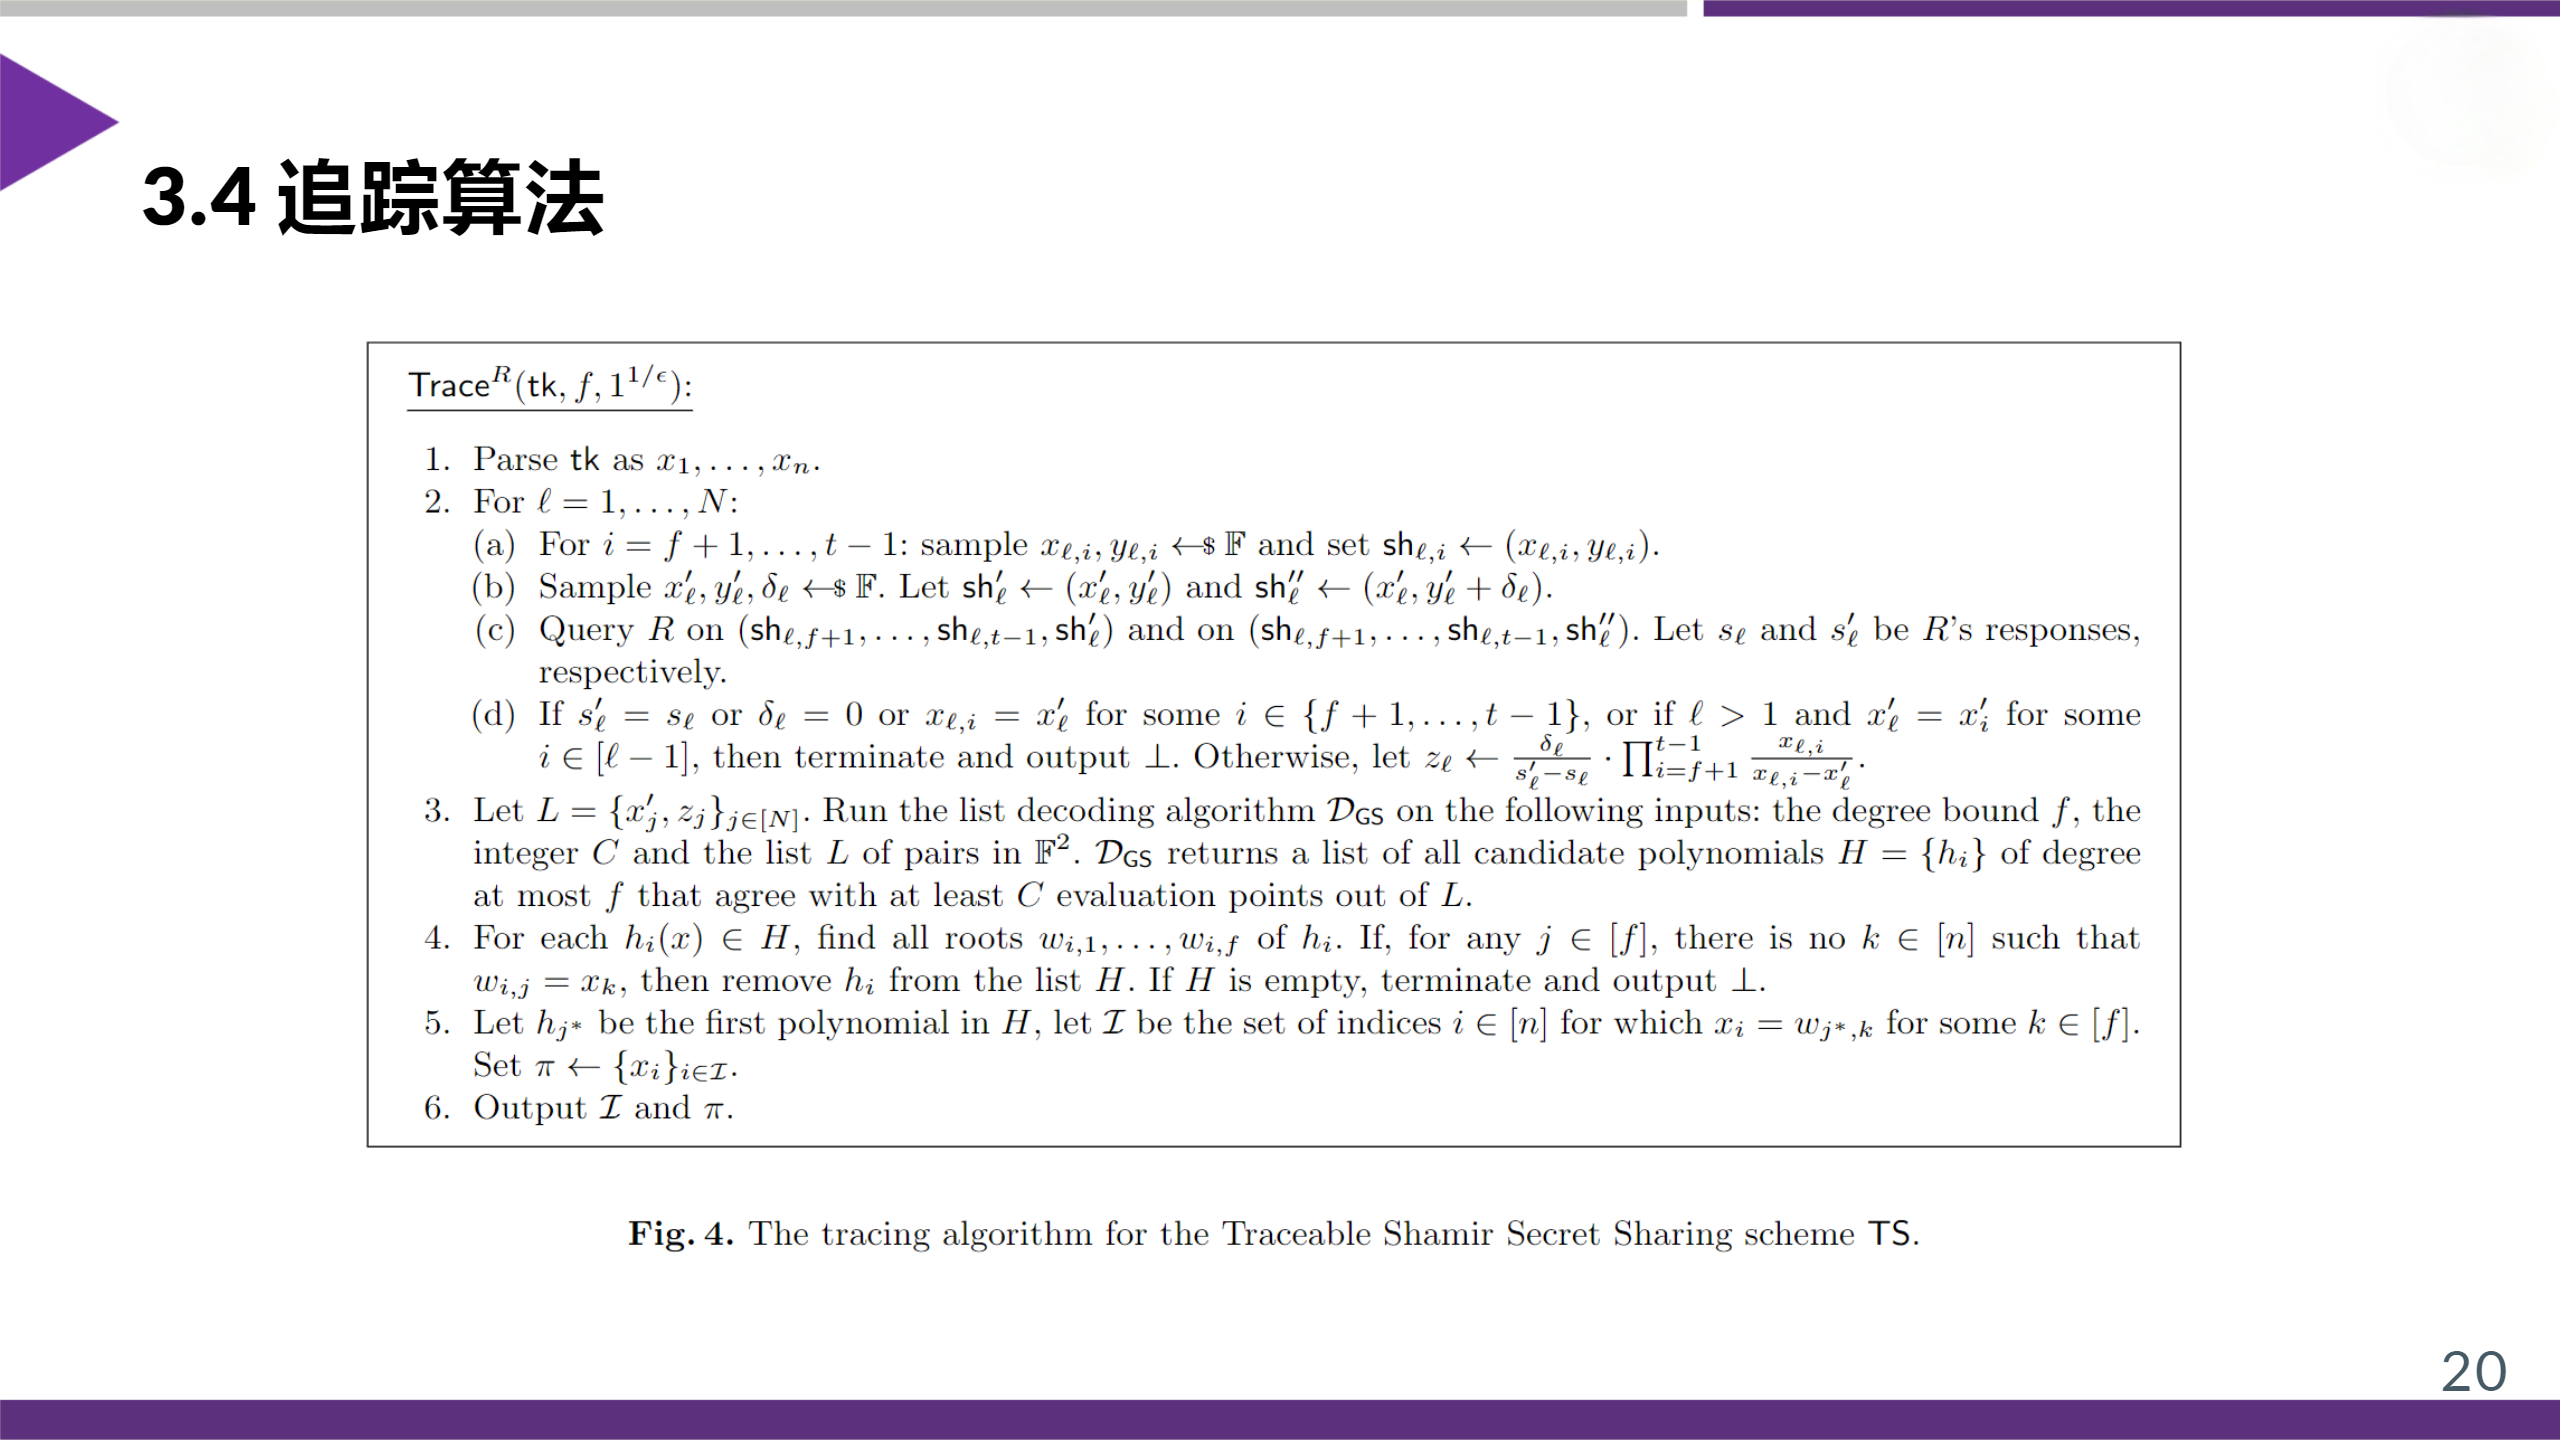 3.4 追踪算法
Trace^R(tk, f, 1^{1/ϵ}):
1. Parse tk as x_1, . . . , x_n.
2. For ℓ = 1, . . . , N:
(a) For i = f + 1, . . . , t − 1: sample x_{ℓ,i}, y_{ℓ,i} ←$ 𝔽 and set sh_{ℓ,i} ← (x_{ℓ,i}, y_{ℓ,i}).
(b) Sample x′_ℓ, y′_ℓ, δ_ℓ ←$ 𝔽. Let sh′_ℓ ← (x′_ℓ, y′_ℓ) and sh″_ℓ ← (x′_ℓ, y′_ℓ + δ_ℓ).
(c) Query R on (sh_{ℓ,f+1}, . . . , sh_{ℓ,t−1}, sh′_ℓ) and on (sh_{ℓ,f+1}, . . . , sh_{ℓ,t−1}, sh″_ℓ). Let s_ℓ and s′_ℓ be R's responses,
respectively.
(d) If s′_ℓ = s_ℓ or δ_ℓ = 0 or x_{ℓ,i} = x′_ℓ for some i ∈ {f + 1, . . . , t − 1}, or if ℓ > 1 and x′_ℓ = x′_i for some
i ∈ [ℓ − 1], then terminate and output ⊥. Otherwise, let z_ℓ ← \frac{δ_ℓ}{s′_ℓ−s_ℓ} · ∏_{i=f+1}^{t−1} \frac{x_{ℓ,i}}{x_{ℓ,i}−x′_ℓ}.
3. Let L = {x′_j, z_j}_{j∈[N]}. Run the list decoding algorithm 𝒟_GS on the following inputs: the degree bound f, the
integer C and the list L of pairs in 𝔽^2. 𝒟_GS returns a list of all candidate polynomials H = {h_i} of degree
at most f that agree with at least C evaluation points out of L.
4. For each h_i(x) ∈ H, find all roots w_{i,1}, . . . , w_{i,f} of h_i. If, for any j ∈ [f], there is no k ∈ [n] such that
w_{i,j} = x_k, then remove h_i from the list H. If H is empty, terminate and output ⊥.
5. Let h_{j*} be the first polynomial in H, let ℐ be the set of indices i ∈ [n] for which x_i = w_{j*,k} for some k ∈ [f].
Set π ← {x_i}_{i∈ℐ}.
6. Output ℐ and π.
Fig. 4. The tracing algorithm for the Traceable Shamir Secret Sharing scheme TS.
20